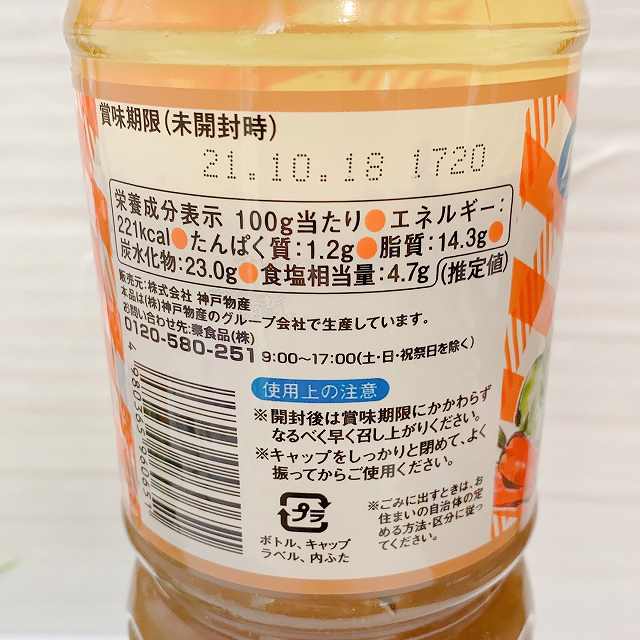 賞味期限(未開封時)
21.10.18 1720
栄養成分表示 100g当たり●エネルギー:
221kcal●たんぱく質:1.2g●脂質:14.3g●
炭水化物:23.0g●食塩相当量:4.7g(推定値)
販売元:株式会社 神戸物産
本品は(株)神戸物産のグループ会社で生産しています。
お問い合わせ先:豪食品(株)
0120-580-251 9:00〜17:00(土・日・祝祭日を除く)
使用上の注意
※開封後は賞味期限にかかわらず
なるべく早く召し上がりください。
※キャップをしっかりと閉めて、よく
振ってからご使用ください。
プラ
ボトル、キャップ
ラベル、内ふた
※ごみに出すときは、お
住まいの自治体の定
める方法・区分に従っ
てください。